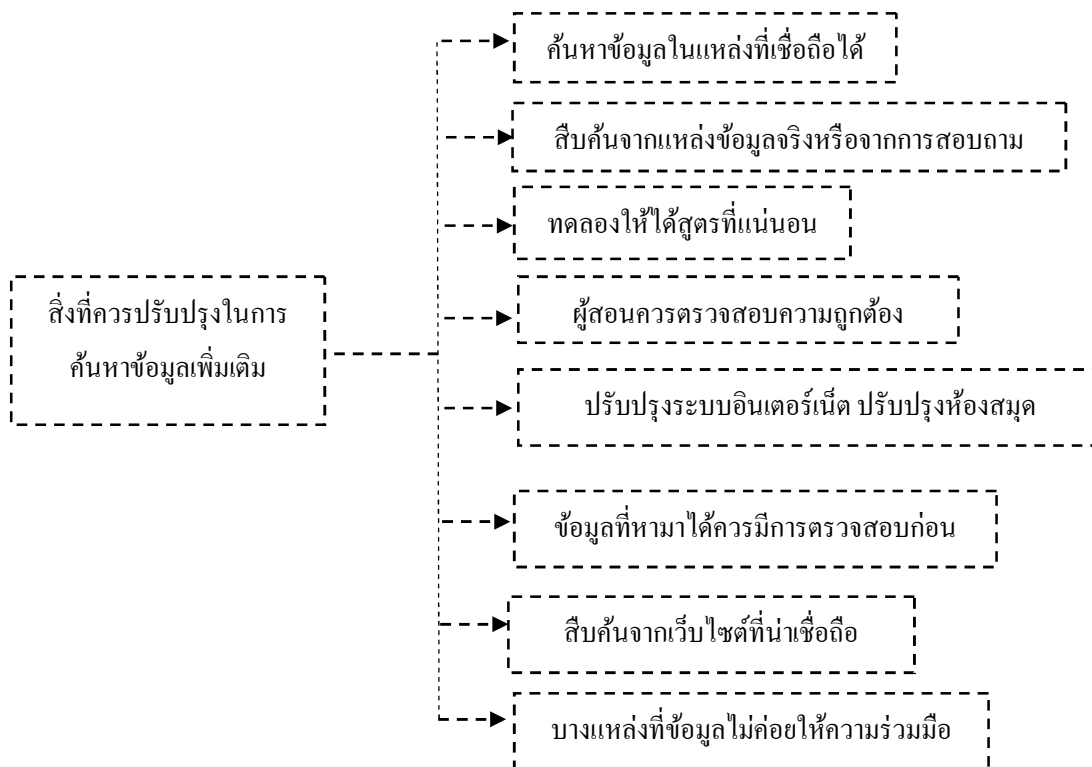 ค้นหาข้อมูลในแหล่งที่เชื่อถือได้
สืบค้นจากแหล่งข้อมูลจริงหรือจากการสอบถาม
ทดลองให้ได้สูตรที่แน่นอน
สิ่งที่ควรปรับปรุงในการ
ค้นหาข้อมูลเพิ่มเติม
ผู้สอนควรตรวจสอบความถูกต้อง
ปรับปรุงระบบอินเตอร์เน็ต ปรับปรุงห้องสมุด
ข้อมูลที่หามาได้ควรมีการตรวจสอบก่อน
สืบค้นจากเว็บไซต์ที่น่าเชื่อถือ
บางแหล่งที่ข้อมูลไม่ค่อยให้ความร่วมมือ